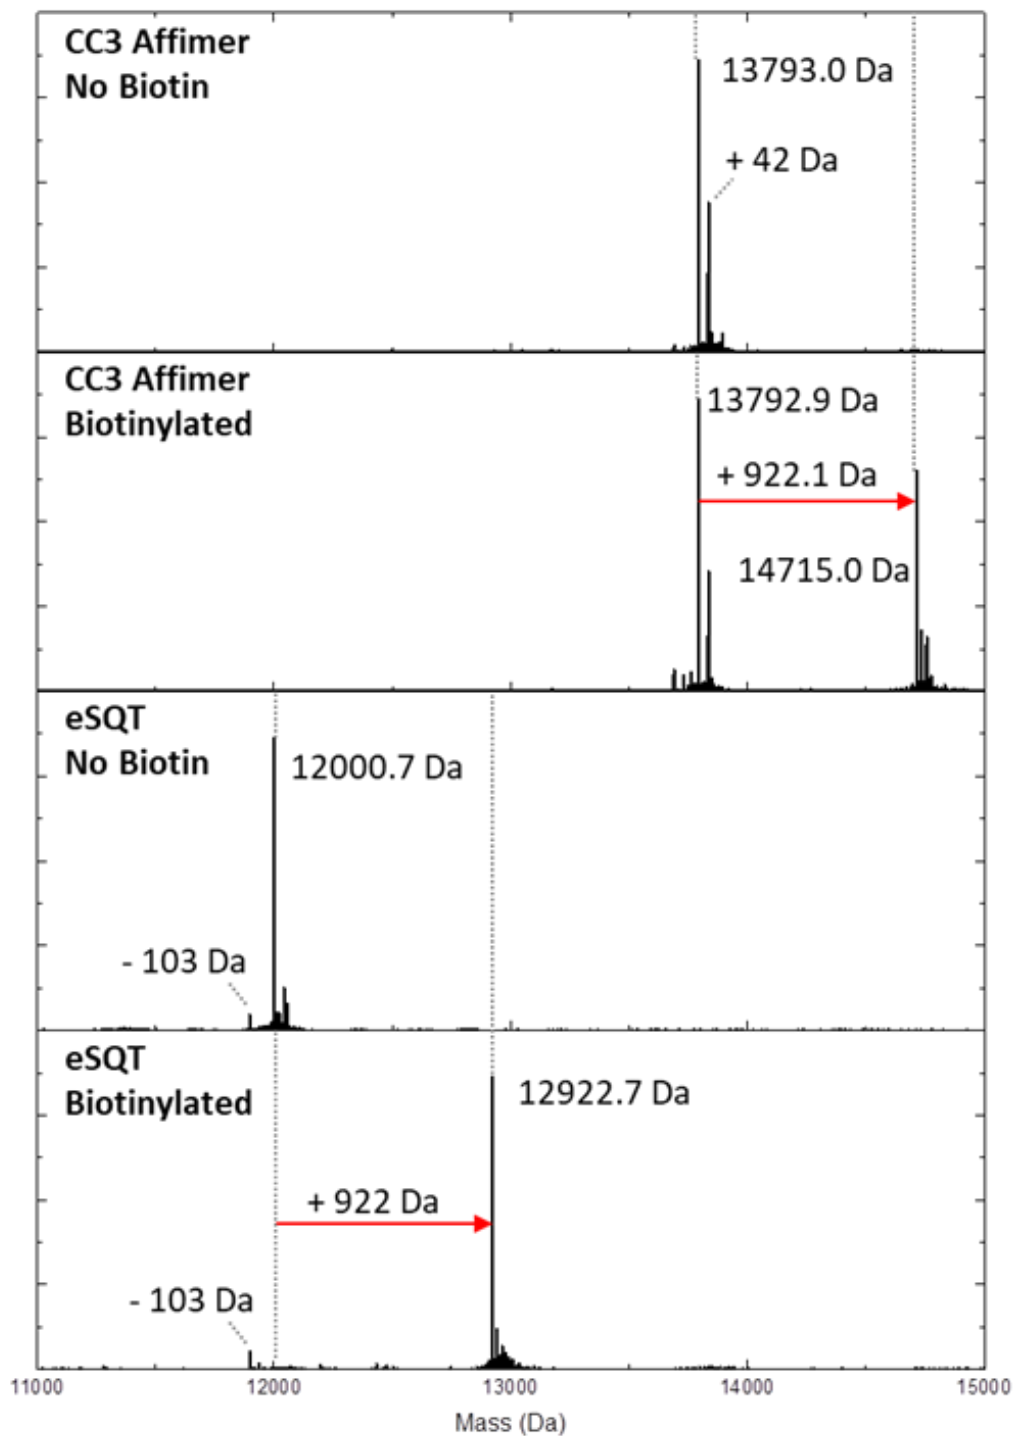 CC3 Affimer
No Biotin
13793.0 Da
+ 42 Da
CC3 Affimer
Biotinylated
13792.9 Da
+ 922.1 Da
14715.0 Da
eSQT
No Biotin
12000.7 Da
- 103 Da
eSQT
Biotinylated
12922.7 Da
+ 922 Da
- 103 Da
11000 12000 13000 14000 15000
Mass (Da)